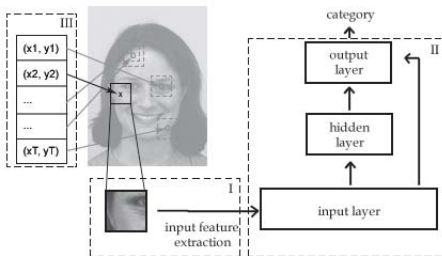 category
III
II
(x1, y1)
(x2, y2)
...
...
(xT, yT)
x
output
layer
hidden
layer
I
input layer
input feature
extraction